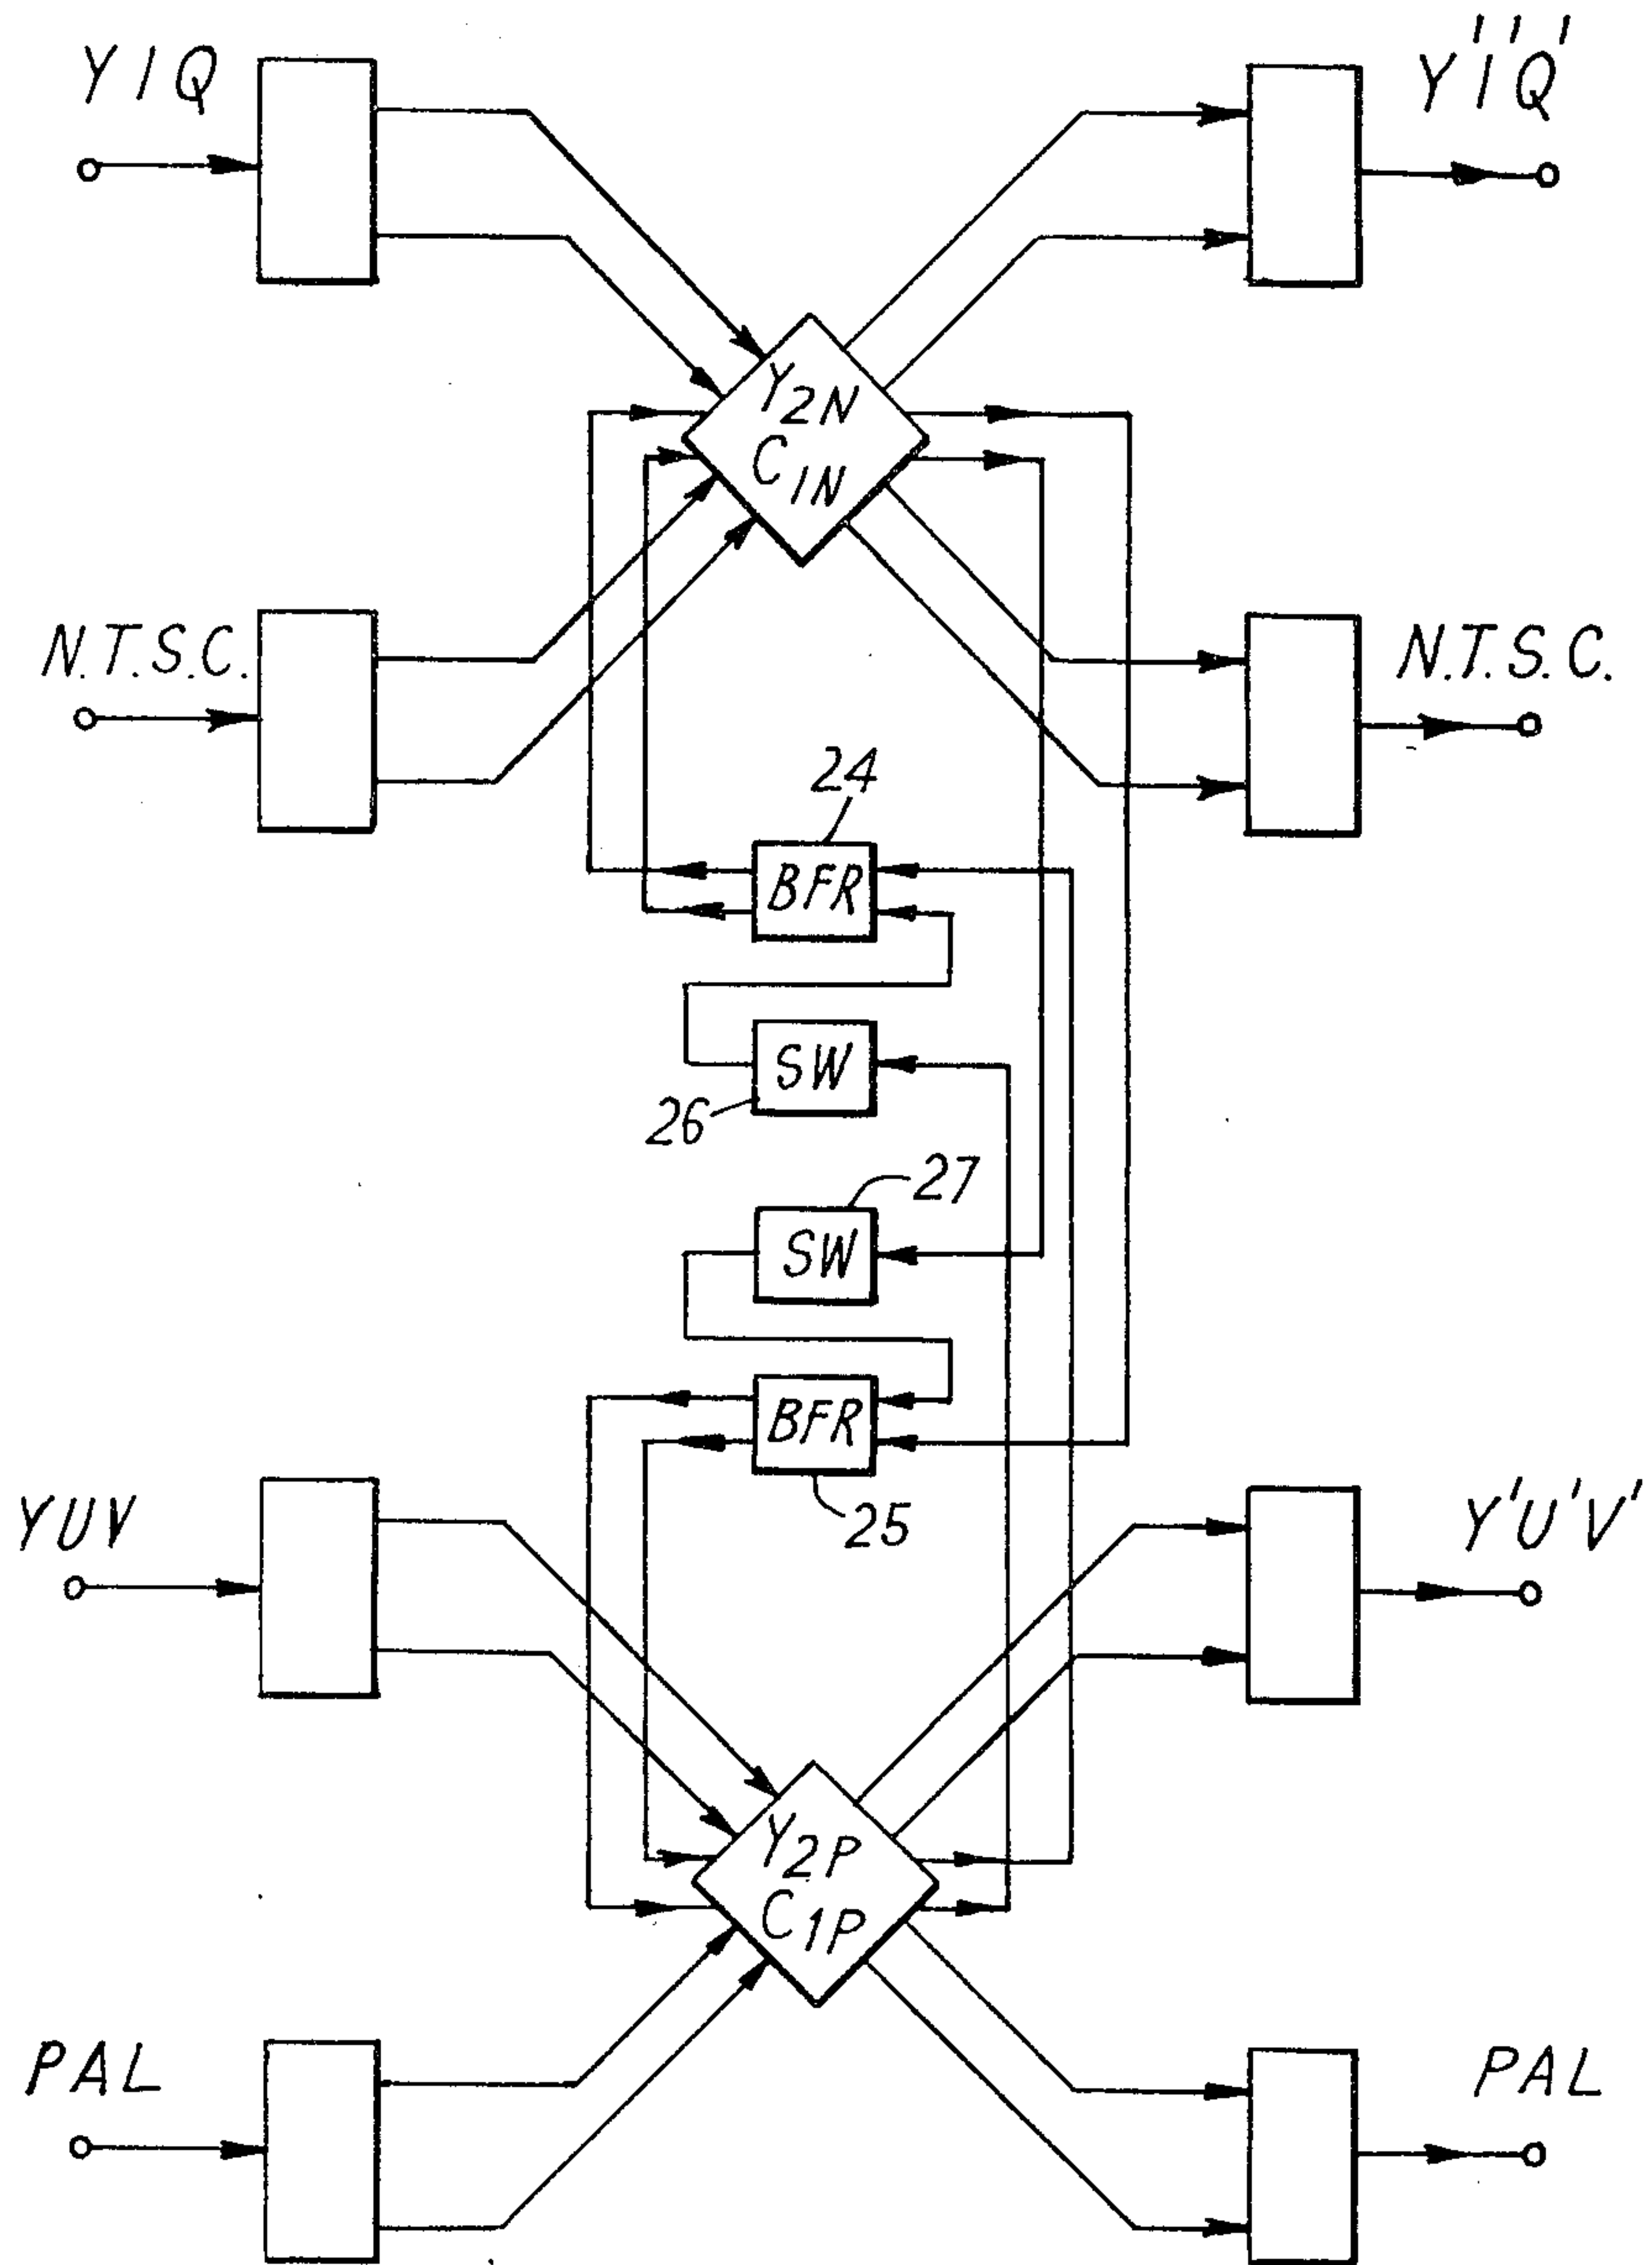 YIQ
Y'I'Q'
Y2N
C1N
N.T.S.C.
N.T.S.C.
24
BFR
SW
26
27
SW
BFR
25
YUV
Y'U'V'
Y2P
C1P
PAL
PAL